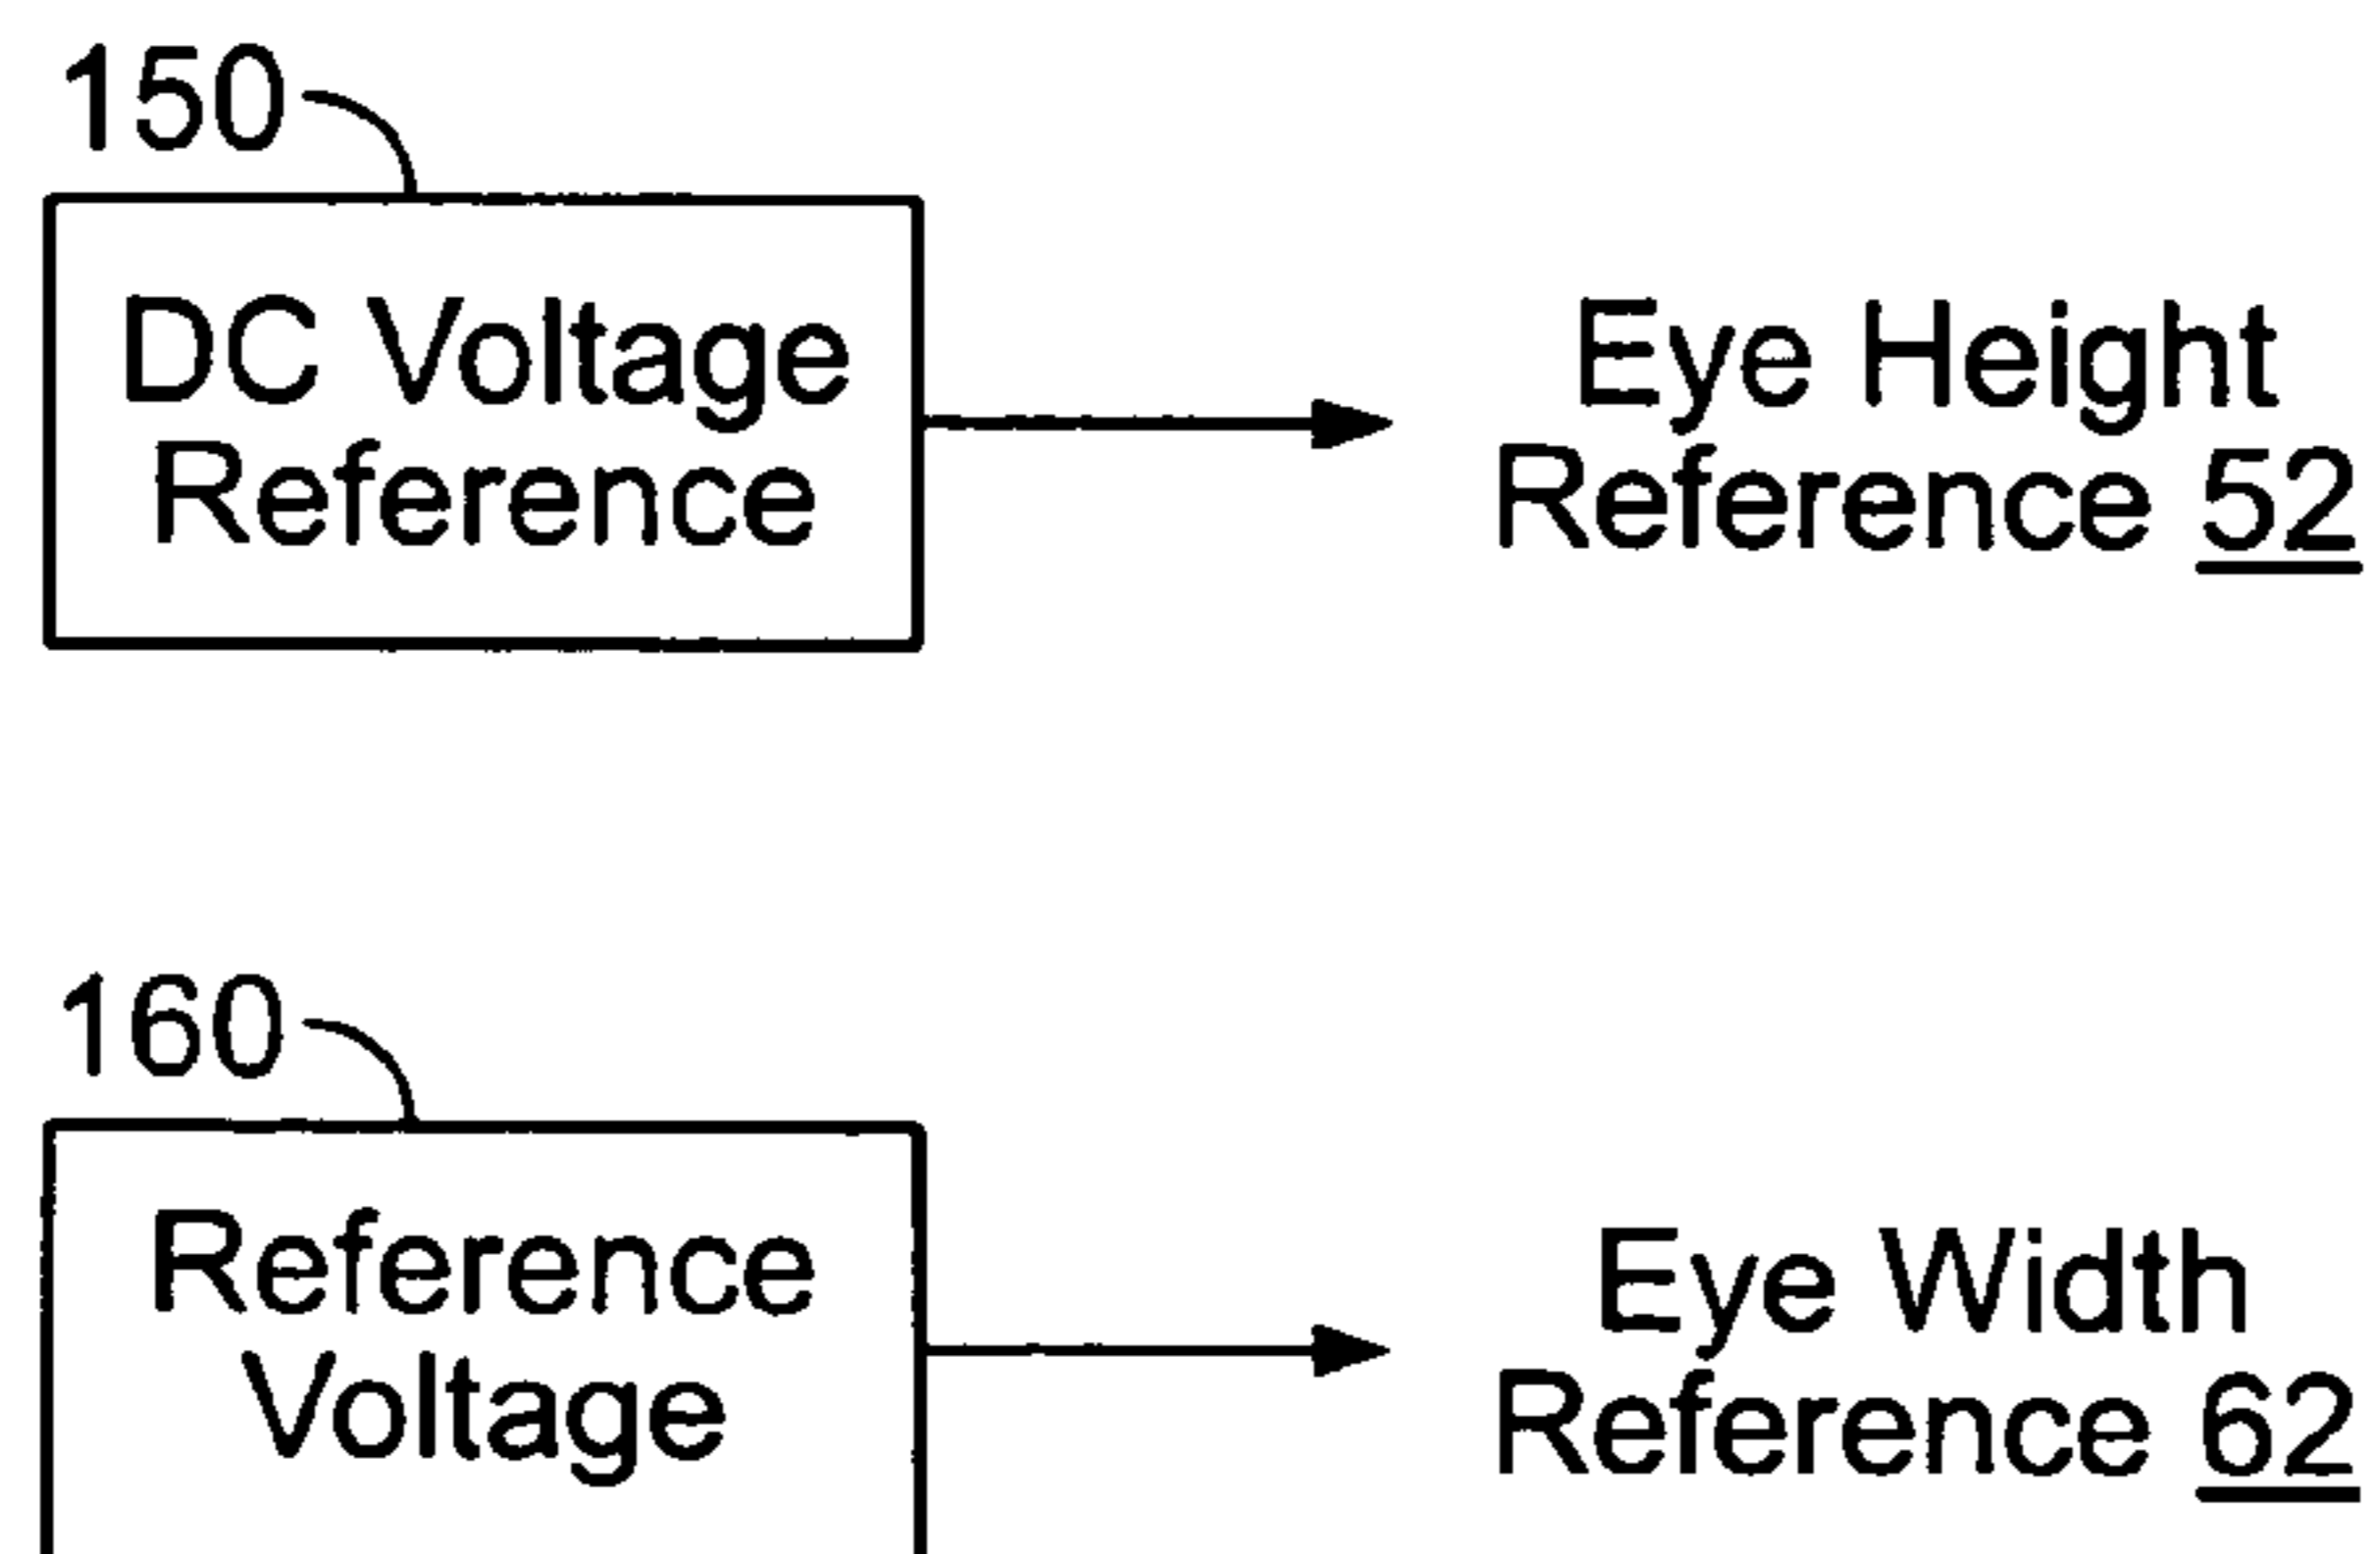 150
DC Voltage
Reference
Eye Height
Reference 52
160
Reference
Voltage
Eye Width
Reference 62